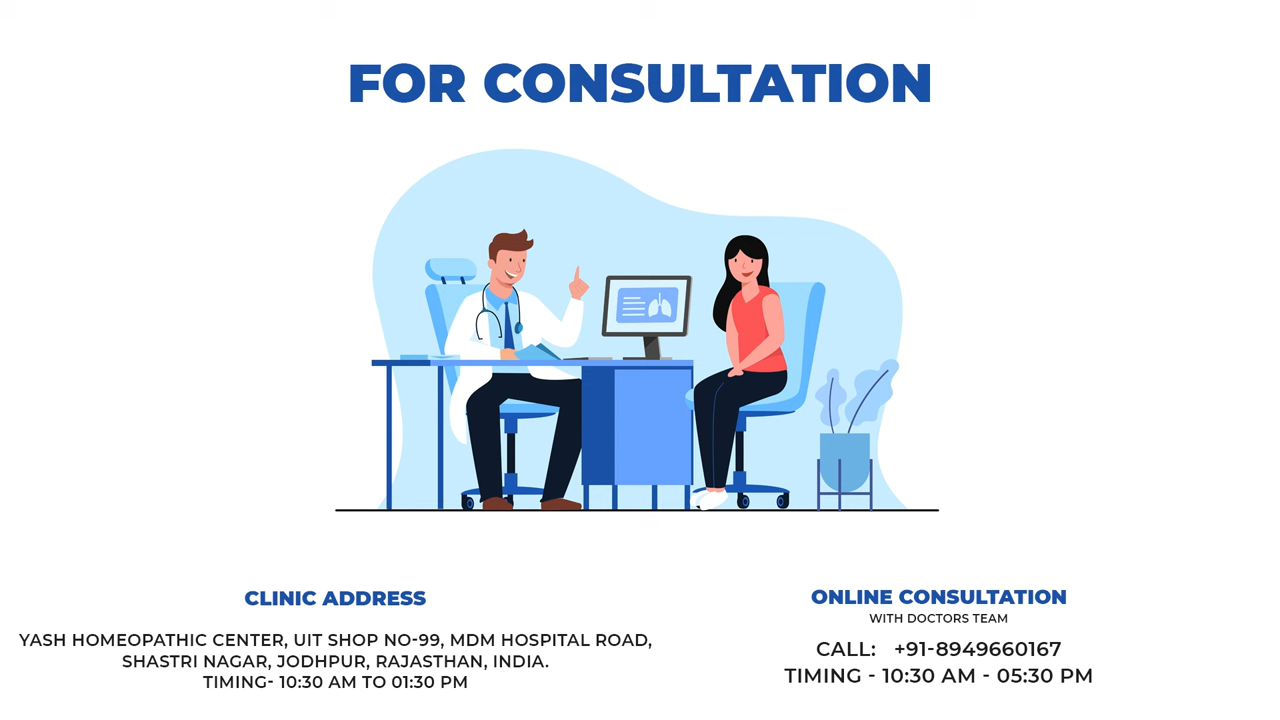 FOR CONSULTATION
CLINIC ADDRESS
YASH HOMEOPATHIC CENTER, UIT SHOP NO-99, MDM HOSPITAL ROAD,
SHASTRI NAGAR, JODHPUR, RAJASTHAN, INDIA.
TIMING- 10:30 AM TO 01:30 PM
ONLINE CONSULTATION
WITH DOCTORS TEAM
CALL: +91-8949660167
TIMING - 10:30 AM - 05:30 PM